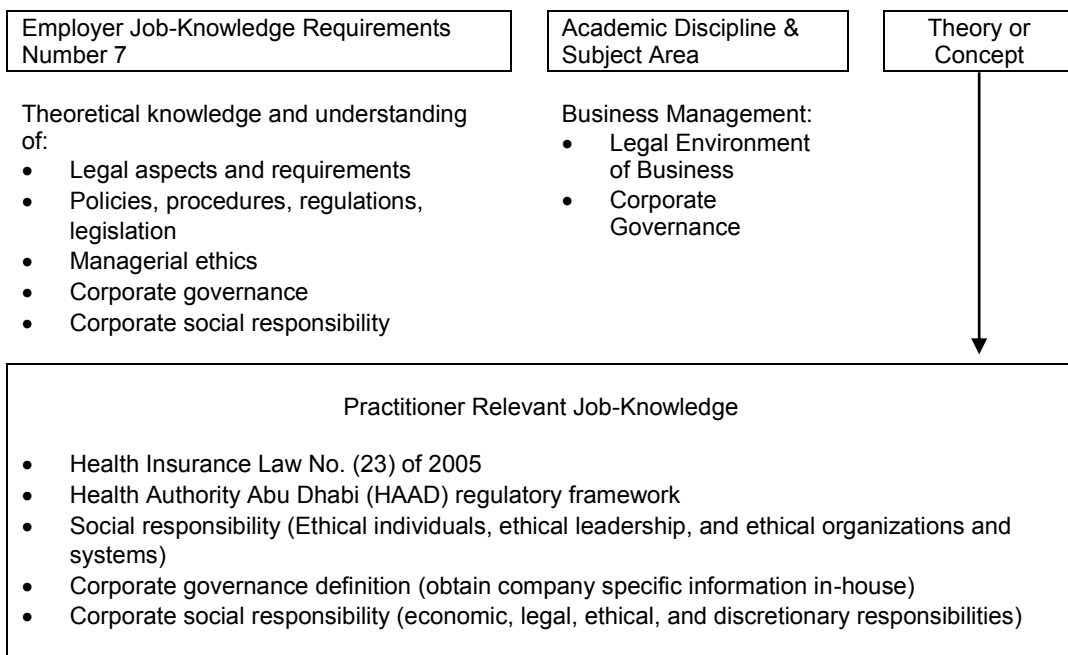 Employer Job-Knowledge Requirements
Number 7
Academic Discipline &
Subject Area
Theory or
Concept
Theoretical knowledge and understanding
of:
• Legal aspects and requirements
• Policies, procedures, regulations,
legislation
• Managerial ethics
• Corporate governance
• Corporate social responsibility
Business Management:
• Legal Environment
of Business
• Corporate
Governance
Practitioner Relevant Job-Knowledge
• Health Insurance Law No. (23) of 2005
• Health Authority Abu Dhabi (HAAD) regulatory framework
• Social responsibility (Ethical individuals, ethical leadership, and ethical organizations and
systems)
• Corporate governance definition (obtain company specific information in-house)
• Corporate social responsibility (economic, legal, ethical, and discretionary responsibilities)